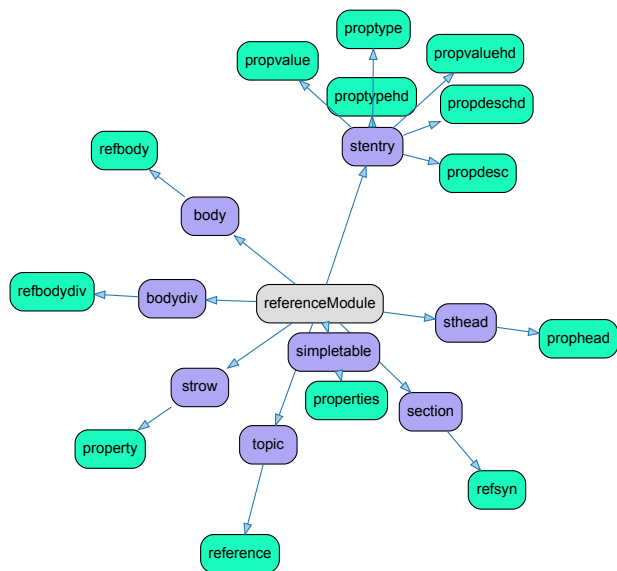 proptype
propvalue
propvaluehd
proptypehd
propdeschd
stentry
refbody
propdesc
body
refbodydiv
bodydiv
referenceModule
sthead
prophead
simpletable
strow
properties
section
property
topic
refsyn
reference